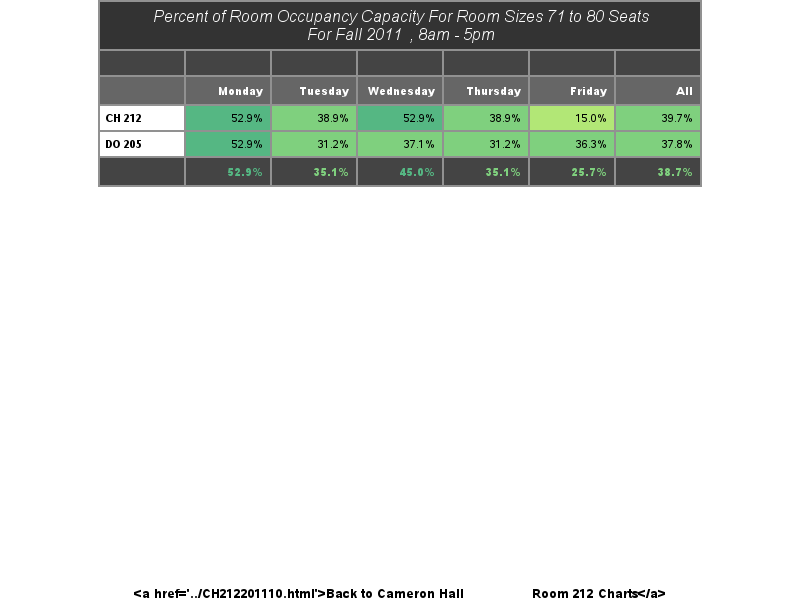 Percent of Room Occupancy Capacity For Room Sizes 71 to 80 Seats
For Fall 2011 , 8am - 5pm
Monday Tuesday Wednesday Thursday Friday All
CH 212 52.9% 38.9% 52.9% 38.9% 15.0% 39.7%
DO 205 52.9% 31.2% 37.1% 31.2% 36.3% 37.8%
52.9% 35.1% 45.0% 35.1% 25.7% 38.7%
<a href='../CH212201110.html'>Back to Cameron Hall Room 212 Charts</a>